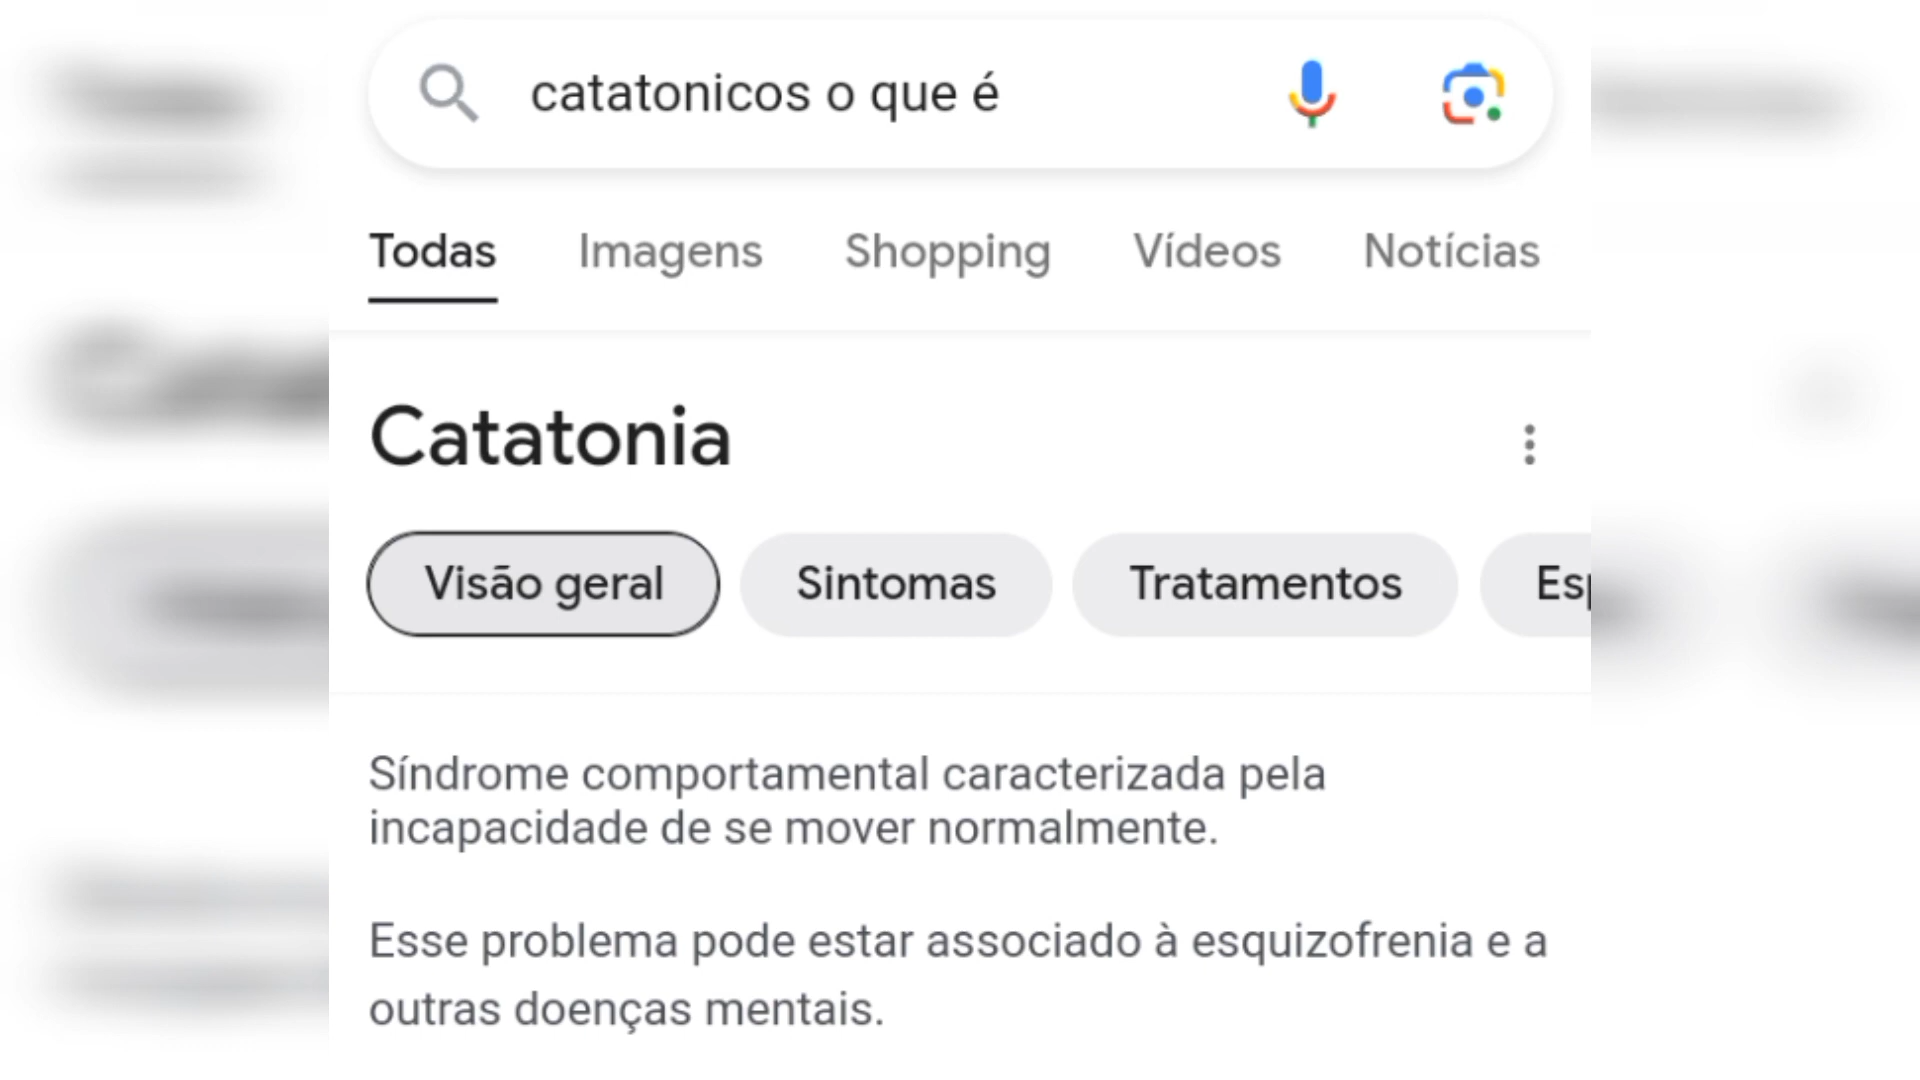 catatonicos o que é
Todas Imagens Shopping Vídeos Notícias
Catatonia
Visão geral Sintomas Tratamentos
Síndrome comportamental caracterizada pela
incapacidade de se mover normalmente.
Esse problema pode estar associado à esquizofrenia e a
outras doenças mentais.